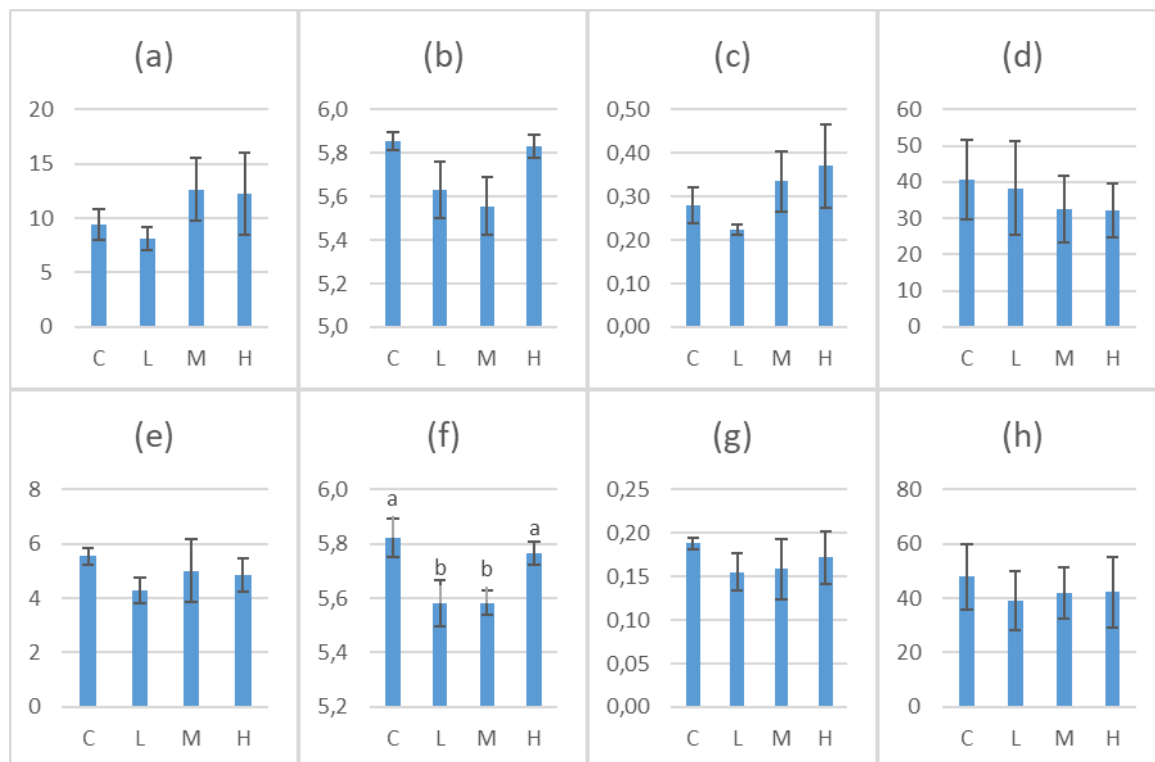 (a)
20
15
10
5
0
C L M H
(b)
6,0
5,8
5,6
5,4
5,2
5,0
C L M H
(c)
0,50
0,40
0,30
0,20
0,10
0,00
C L M H
(d)
60
50
40
30
20
10
0
C L M H
(e)
8
6
4
2
0
C L M H
(f)
6,0
5,8
5,6
5,4
5,2
a
b
b
a
C L M H
(g)
0,25
0,20
0,15
0,10
0,05
0,00
C L M H
(h)
80
60
40
20
0
C L M H